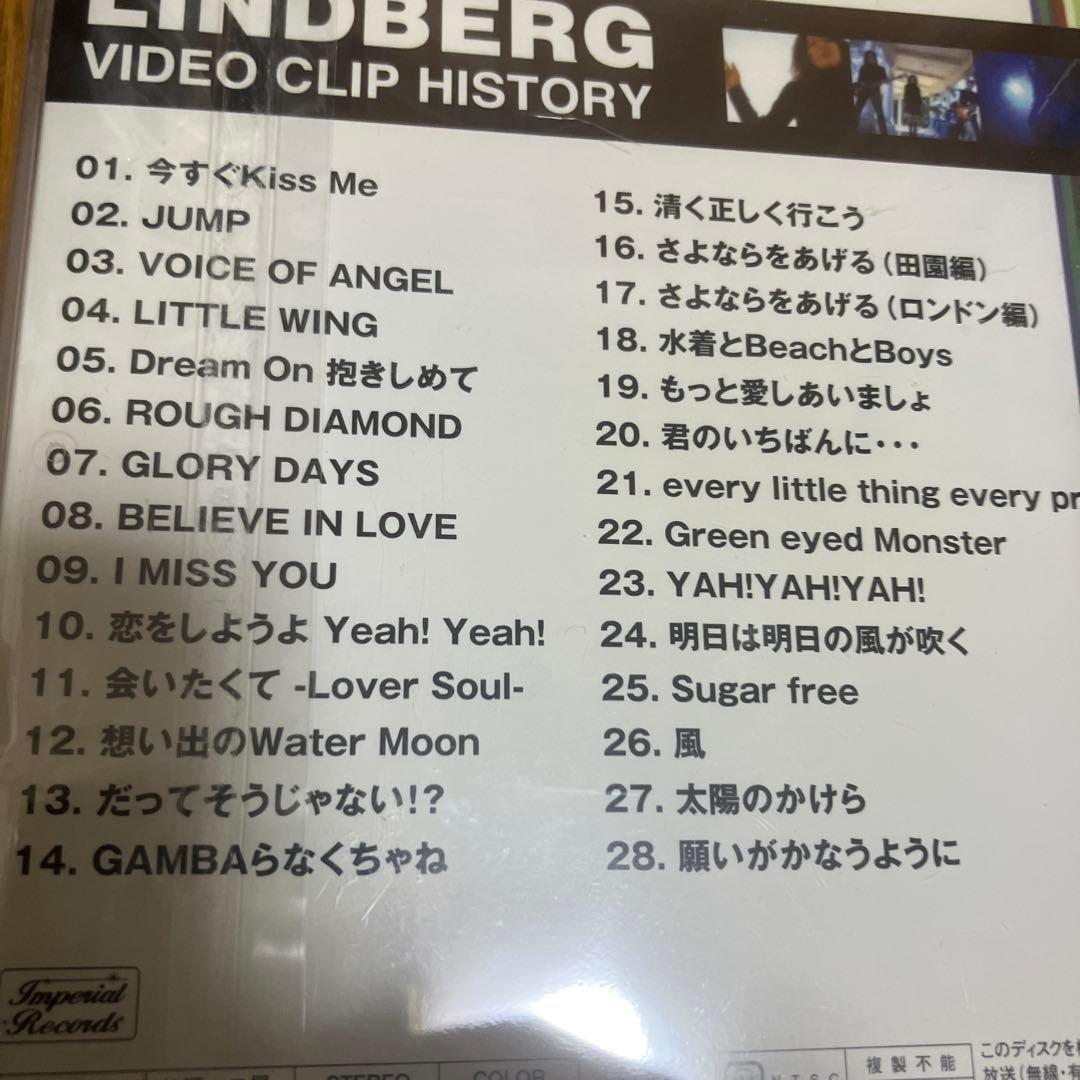 LINDBERG
VIDEO CLIP HISTORY
01. 今すぐKiss Me
02. JUMP
03. VOICE OF ANGEL
04. LITTLE WING
05. Dream On 抱きしめて
06. ROUGH DIAMOND
07. GLORY DAYS
08. BELIEVE IN LOVE
09. I MISS YOU
10. 恋をしようよ Yeah! Yeah!
11. 会いたくて -Lover Soul-
12. 想い出のWater Moon
13. だってそうじゃない!?
14. GAMBAらなくちゃね
15. 清く正しく行こう
16. さよならをあげる(田園編)
17. さよならをあげる(ロンドン編)
18. 水着とBeachとBoys
19. もっと愛しあいましょ
20. 君のいちばんに・・・
21. every little thing every pr
22. Green eyed Monster
23. YAH!YAH!YAH!
24. 明日は明日の風が吹く
25. Sugar free
26. 風
27. 太陽のかけら
28. 願いがかなうように
Imperial
Records
STEREO
COLOR
NTSC
複製不能
このディスクを
放送(無線・有